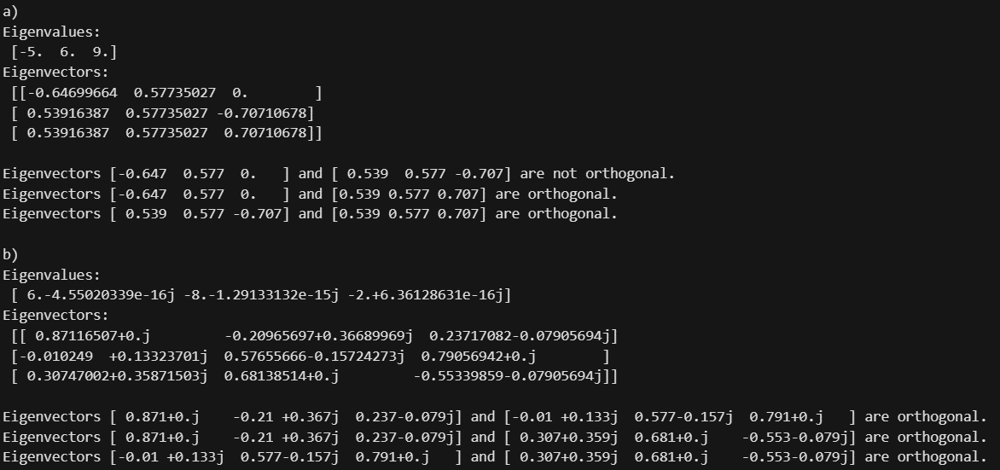 a)
Eigenvalues:
 [-5.  6.  9.]
Eigenvectors:
 [[-0.64699664  0.57735027  0.        ]
 [ 0.53916387  0.57735027 -0.70710678]
 [ 0.53916387  0.57735027  0.70710678]]

Eigenvectors [-0.647  0.577  0.   ] and [ 0.539  0.577 -0.707] are not orthogonal.
Eigenvectors [-0.647  0.577  0.   ] and [0.539 0.577 0.707] are orthogonal.
Eigenvectors [ 0.539  0.577 -0.707] and [0.539 0.577 0.707] are orthogonal.

b)
Eigenvalues:
 [ 6.-4.55020339e-16j -8.-1.29133132e-15j -2.+6.36128631e-16j]
Eigenvectors:
 [[ 0.87116507+0.j         -0.20965697+0.36689969j  0.23717082-0.07905694j]
 [-0.010249  +0.13323701j  0.57655666-0.15724273j  0.79056942+0.j        ]
 [ 0.30747002+0.35871503j  0.68138514+0.j         -0.55339859-0.07905694j]]

Eigenvectors [ 0.871+0.j    -0.21 +0.367j  0.237-0.079j] and [-0.01 +0.133j  0.577-0.157j  0.791+0.j   ] are orthogonal.
Eigenvectors [ 0.871+0.j    -0.21 +0.367j  0.237-0.079j] and [ 0.307+0.359j  0.681+0.j    -0.553-0.079j] are orthogonal.
Eigenvectors [-0.01 +0.133j  0.577-0.157j  0.791+0.j   ] and [ 0.307+0.359j  0.681+0.j    -0.553-0.079j] are orthogonal.